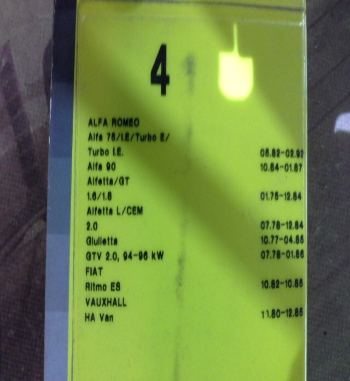 4
ALFA ROMEO
Alfa 75/I.E/Turbo E/
Turbo I.E. 05.82-02.92
Alfa 90 10.84-01.87
Alfetta/GT
1.6/1.8 01.75-12.84
Alfetta L/CEM
2.0 07.78-12.84
Giulietta 10.77-04.85
GTV 2.0, 94-96 kW 07.78-01.86
FIAT
Ritmo ES 10.82-10.85
VAUXHALL
HA Van 11.80-12.85